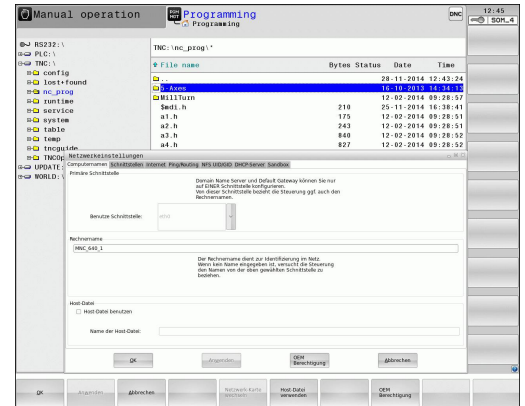 Manual operation
PGM MGT
Programming
Programming
DNC
12:45
RS232:\
PLC:\
TNC:\
config
lost+found
nc_prog
runtime
service
system
table
temp
tncguide
UPDATE:
WORLD:\
TNC:\nc_prog\*
File name Bytes Status Date Time
.. 28-11-2014 12:43:24
5-Axes 16-10-2013 14:34:13
MillTurn 12-02-2014 09:28:57
$mdi.h 210 25-11-2014 16:38:41
a1.h 175 12-02-2014 09:28:51
a2.h 243 12-02-2014 09:28:51
a3.h 840 12-02-2014 09:28:52
a4.h 827 12-02-2014 09:28:52
Netzwerkeinstellungen
Computernamen Schnittstellen Internet Ping/Routing NFS UID/GID DHCP-Server Sandbox
Primäre Schnittstelle
Domain Name Server und Default Gateway können Sie nur
auf EINER Schnittstelle konfigurieren.
Von dieser Schnittstelle bezieht die Steuerung ggf. auch den
Rechnernamen.
Benutze Schnittstelle: eth0
Rechnername
MNC_640_1
Der Rechnername dient zur Identifizierung im Netz.
Wenn kein Name eingegeben ist, versucht die Steuerung
den Namen von der oben gewählten Schnittstelle zu
beziehen.
Host-Datei
Host-Datei benutzen
Name der Host-Datei:
OK Anwenden OEM Berechtigung Abbrechen
OK Anwenden Abbrechen Netzwerk-Karte wechseln Host-Datei verwenden OEM Berechtigung